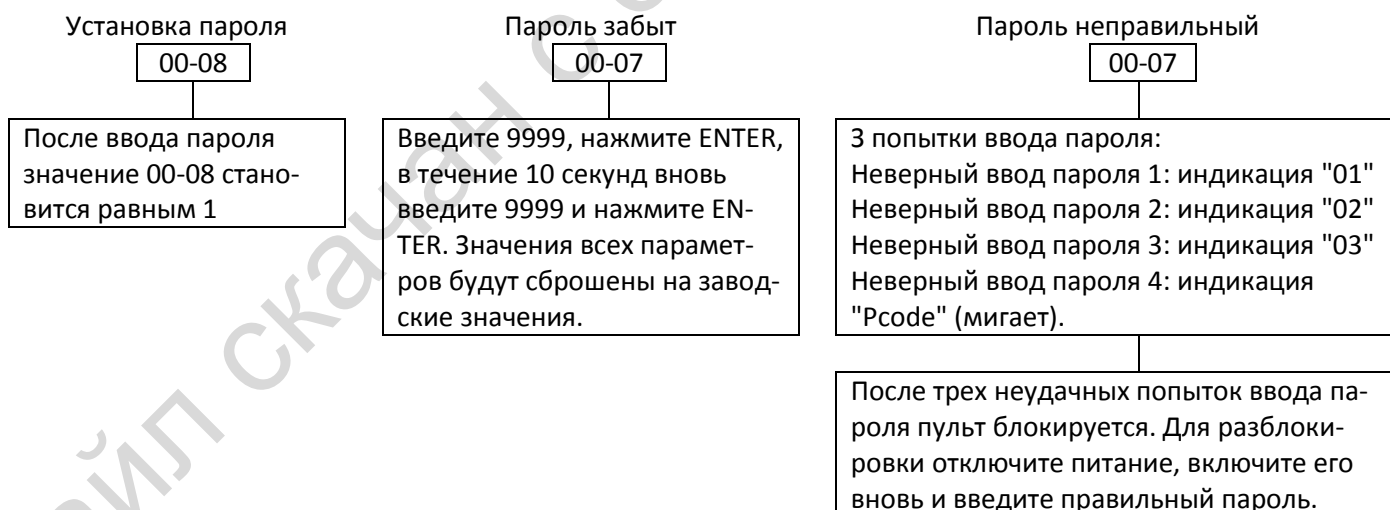 Установка пароля
00-08
После ввода пароля
значение 00-08 стано-
вится равным 1
Пароль забыт
00-07
Введите 9999, нажмите ENTER,
в течение 10 секунд вновь
введите 9999 и нажмите EN-
TER. Значения всех парамет-
ров будут сброшены на завод-
ские значения.
Пароль неправильный
00-07
3 попытки ввода пароля:
Неверный ввод пароля 1: индикация "01"
Неверный ввод пароля 2: индикация "02"
Неверный ввод пароля 3: индикация "03"
Неверный ввод пароля 4: индикация
"Pcode" (мигает).
После трех неудачных попыток ввода па-
роля пульт блокируется. Для разблоки-
ровки отключите питание, включите его
вновь и введите правильный пароль.
айл скачан с